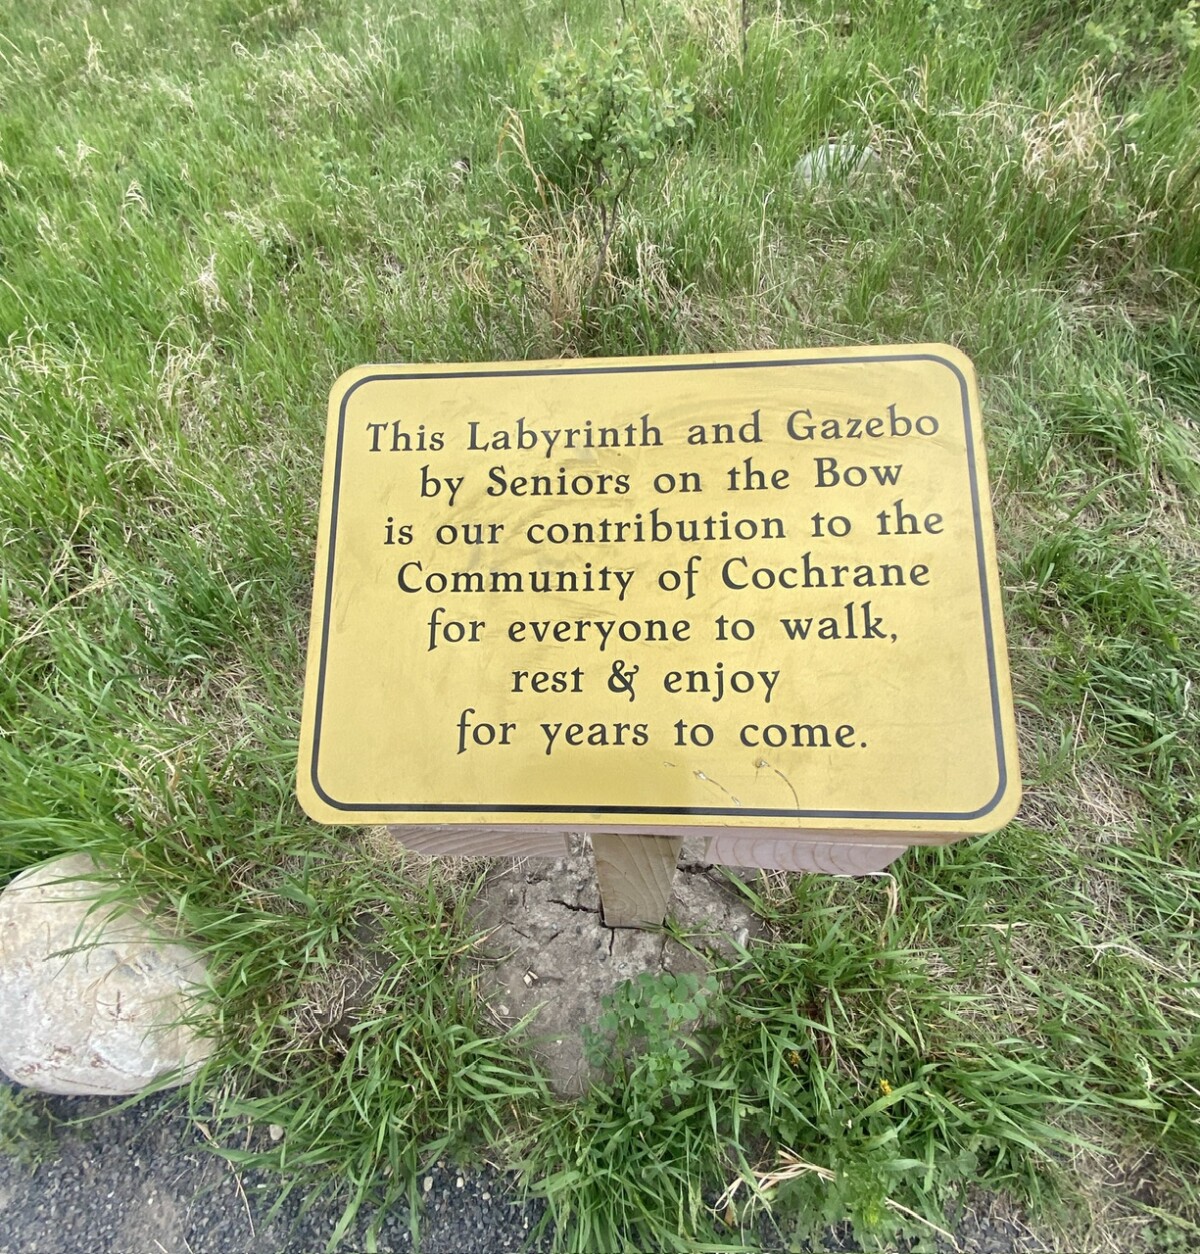 This Labyrinth and Gazebo
by Seniors on the Bow
is our contribution to the
Community of Cochrane
for everyone to walk,
rest & enjoy
for years to come.